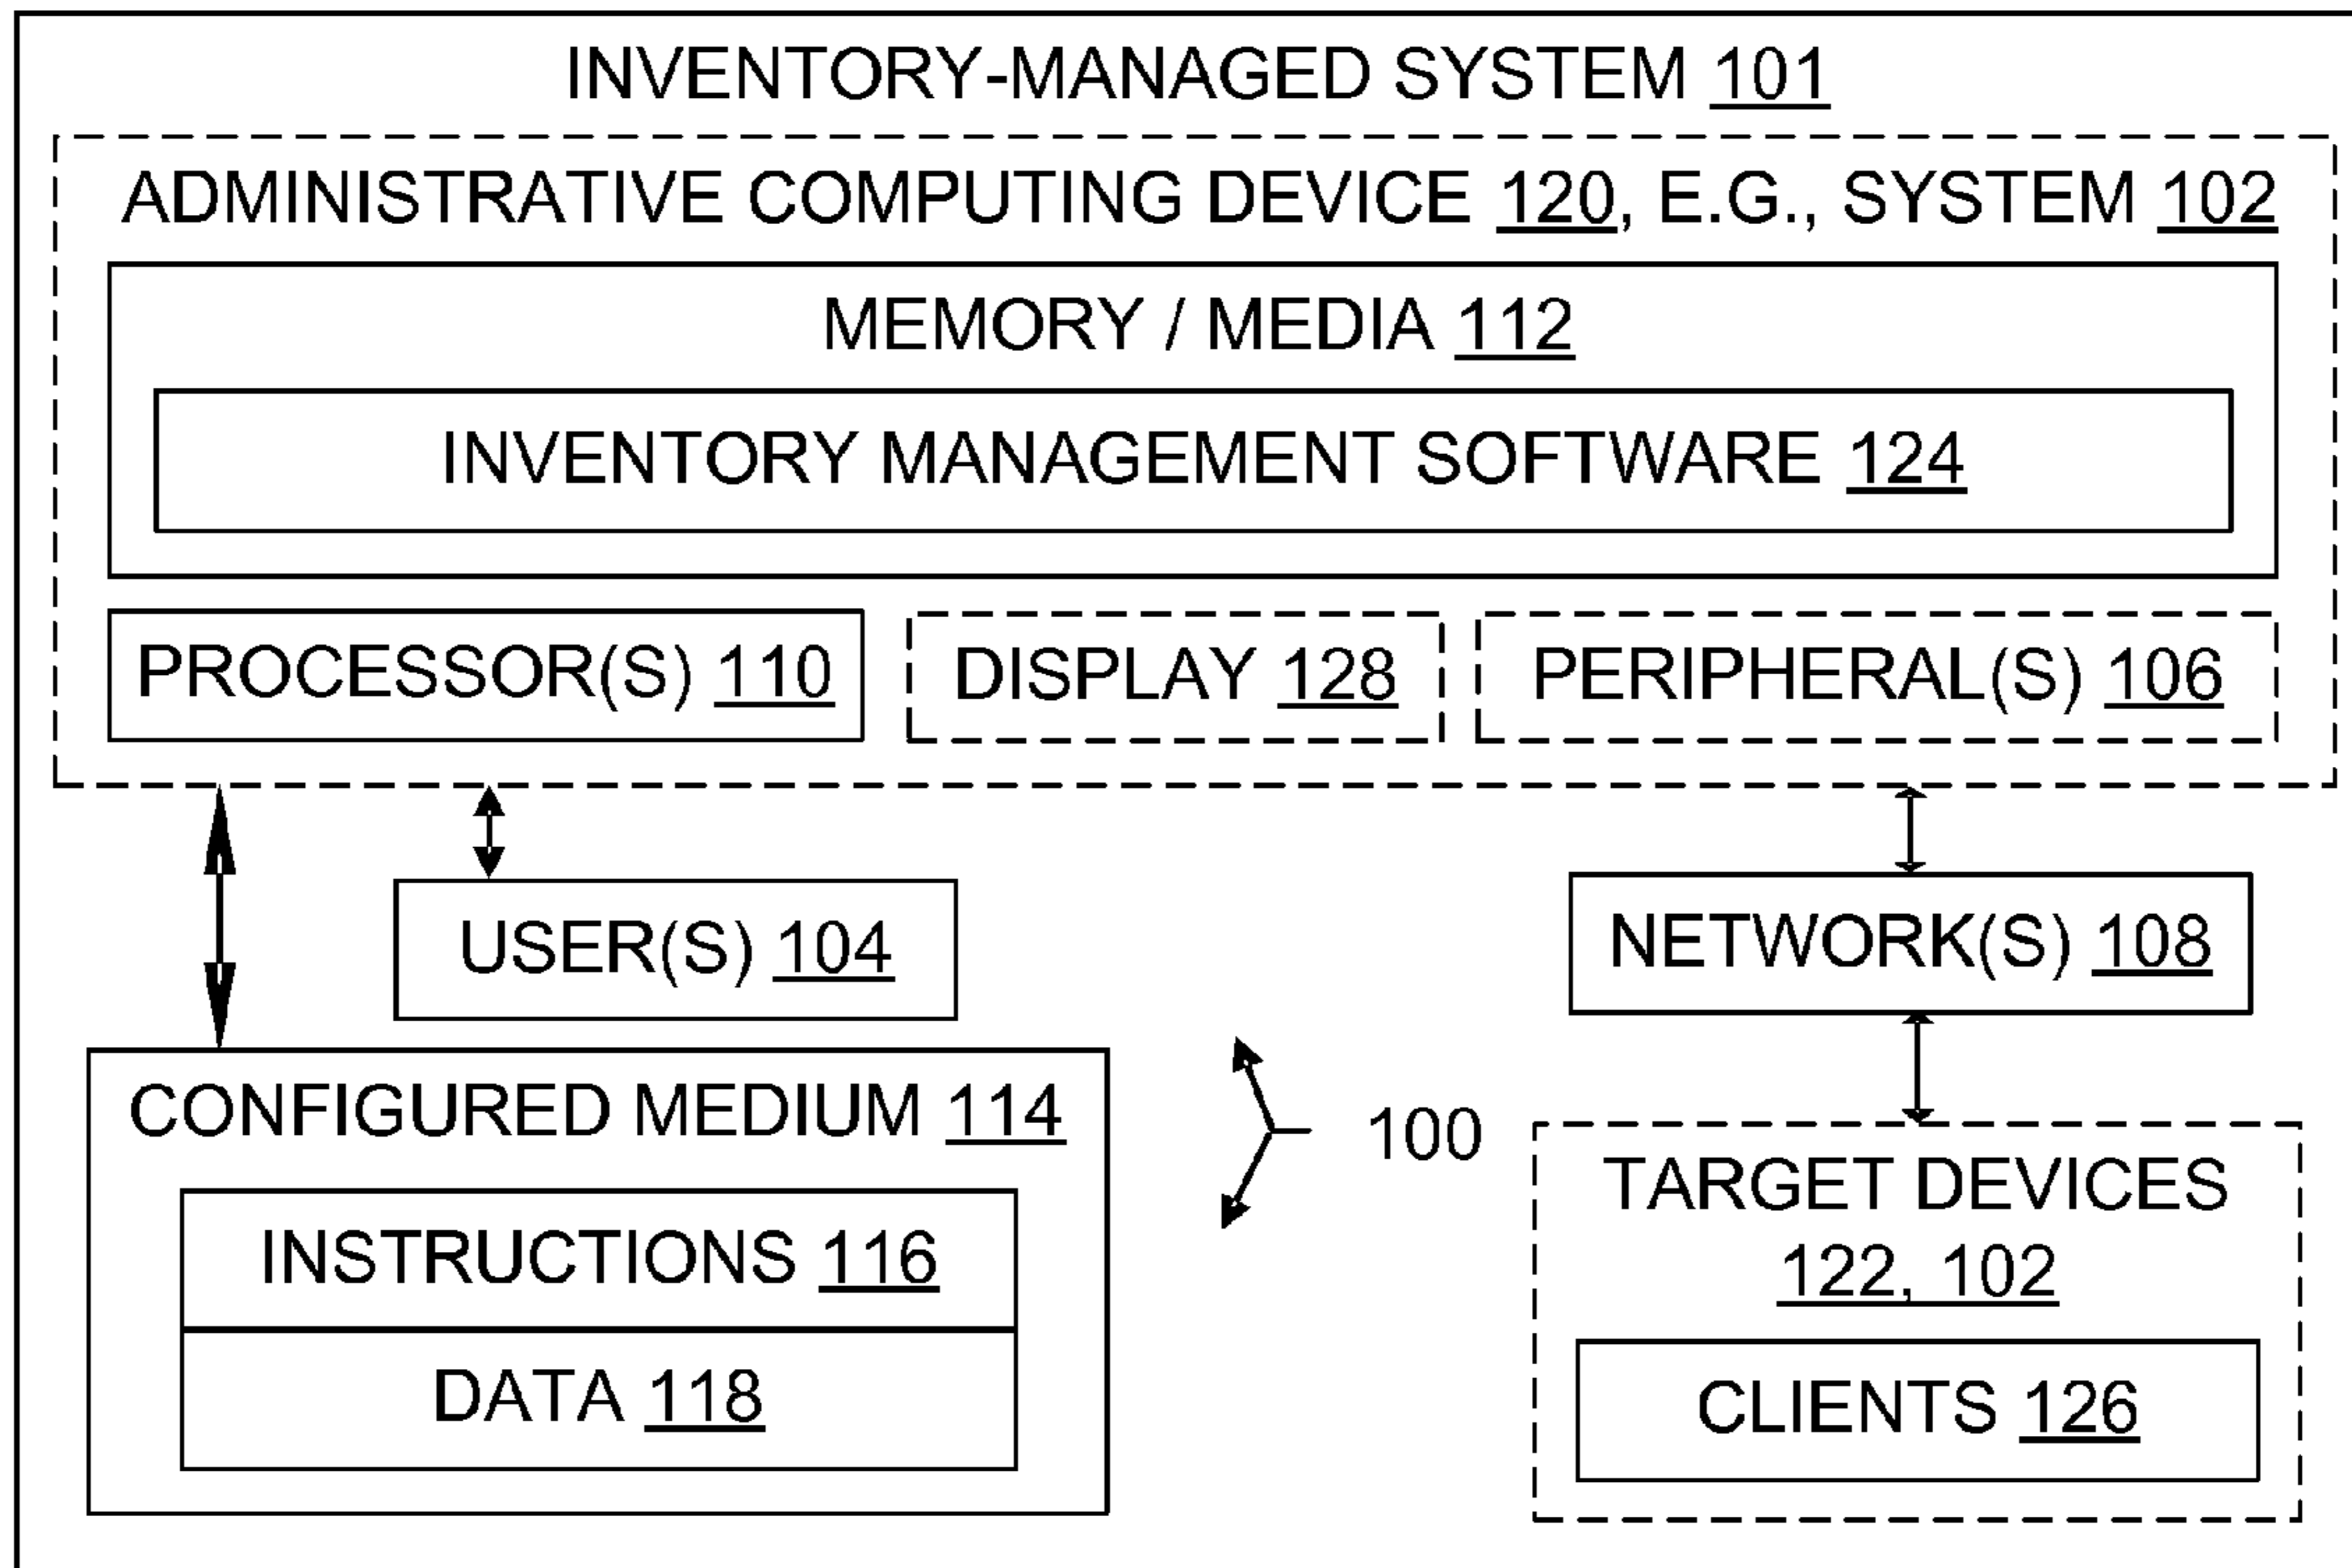 INVENTORY-MANAGED SYSTEM 101
ADMINISTRATIVE COMPUTING DEVICE 120, E.G., SYSTEM 102
MEMORY / MEDIA 112
INVENTORY MANAGEMENT SOFTWARE 124
PROCESSOR(S) 110
DISPLAY 128
PERIPHERAL(S) 106
USER(S) 104
NETWORK(S) 108
CONFIGURED MEDIUM 114
INSTRUCTIONS 116
DATA 118
100
TARGET DEVICES
122, 102
CLIENTS 126